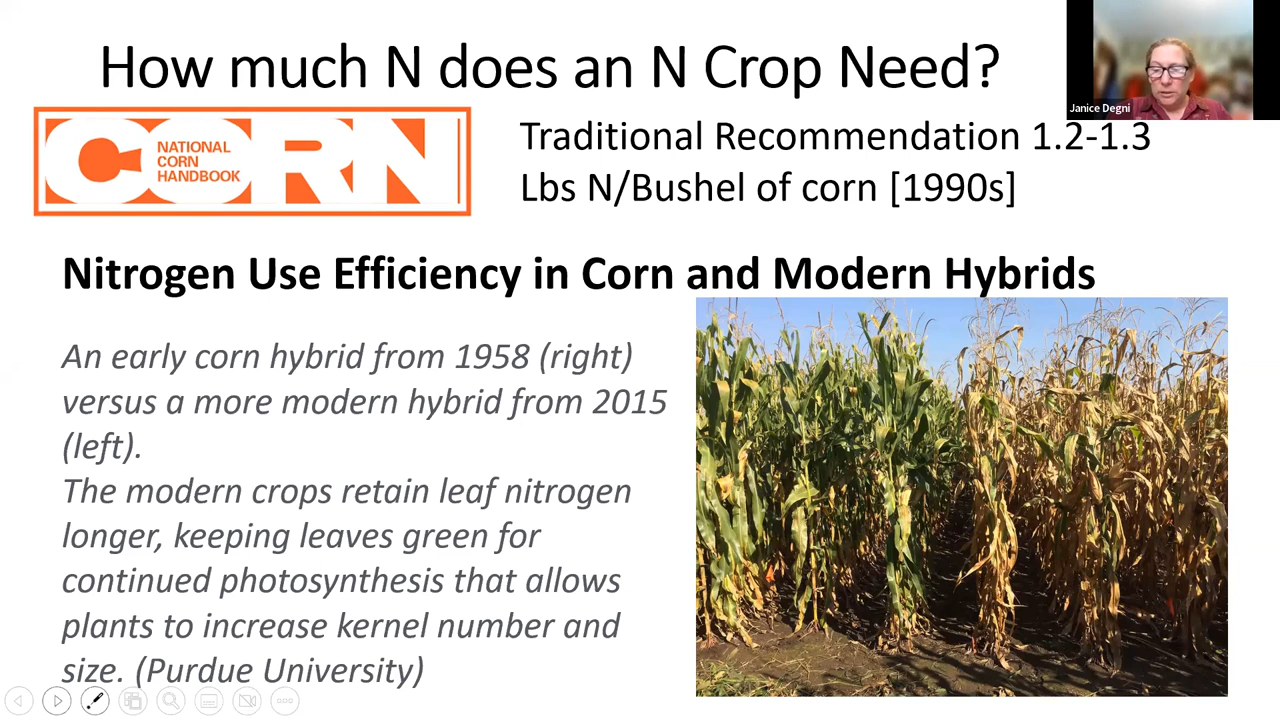 How much N does an N Crop Need?
Janice Degni
CORN
NATIONAL
CORN
HANDBOOK
Traditional Recommendation 1.2-1.3
Lbs N/Bushel of corn [1990s]
Nitrogen Use Efficiency in Corn and Modern Hybrids
An early corn hybrid from 1958 (right)
versus a more modern hybrid from 2015
(left).
The modern crops retain leaf nitrogen
longer, keeping leaves green for
continued photosynthesis that allows
plants to increase kernel number and
size. (Purdue University)